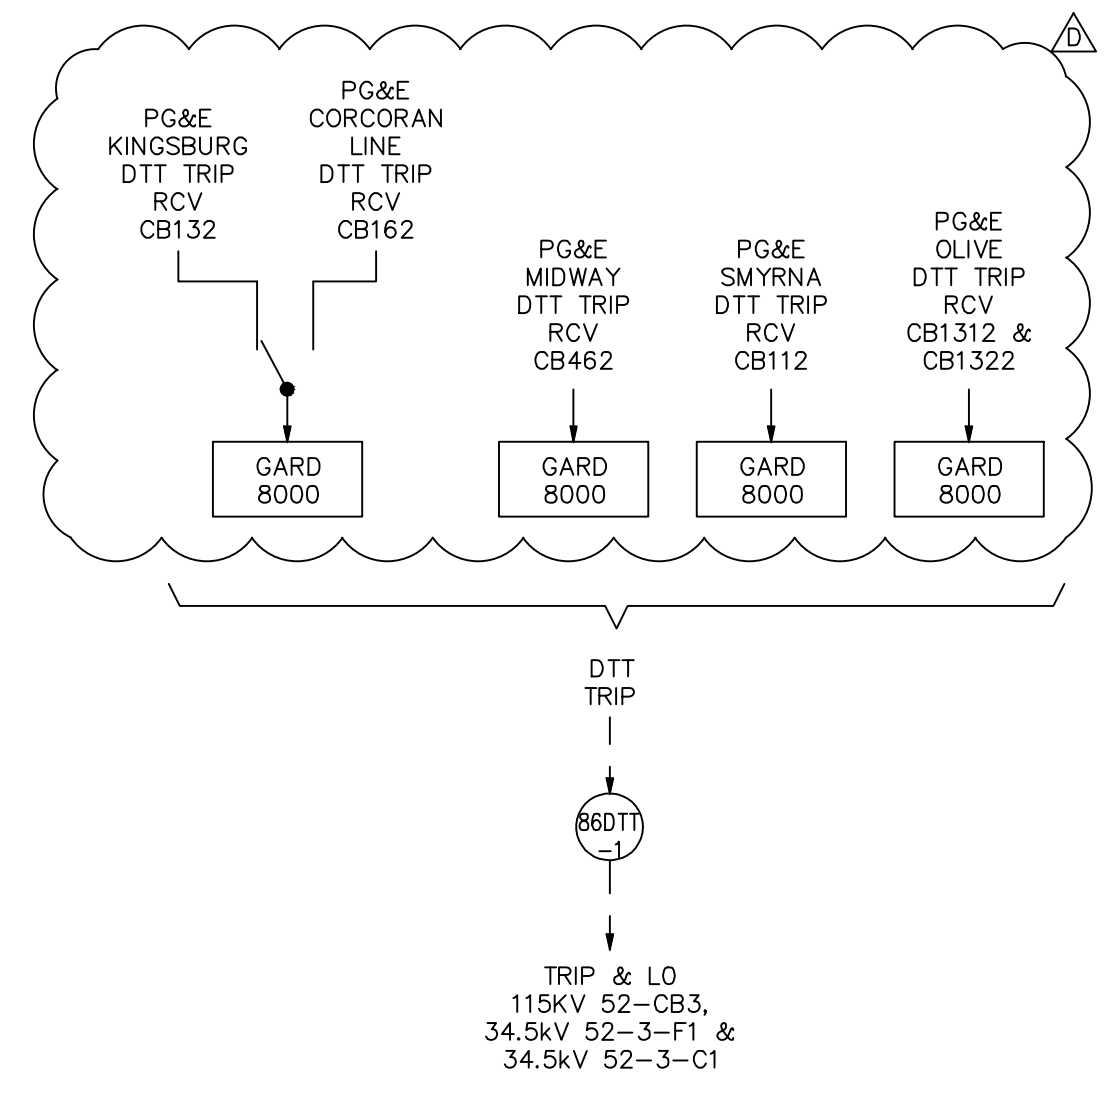 D
PG&E
KINGSBURG
DTT TRIP
RCV
CB132
PG&E
CORCORAN
LINE
DTT TRIP
RCV
CB162
PG&E
MIDWAY
DTT TRIP
RCV
CB462
PG&E
SMYRNA
DTT TRIP
RCV
CB112
PG&E
OLIVE
DTT TRIP
RCV
CB1312 &
CB1322
GARD
8000
GARD
8000
GARD
8000
GARD
8000
DTT
TRIP
86DTT
-1
TRIP & LO
115KV 52-CB3,
34.5kV 52-3-F1 &
34.5kV 52-3-C1